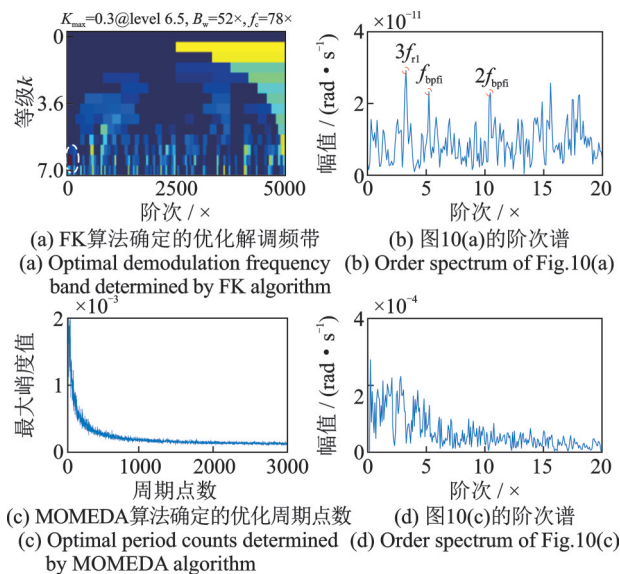 K_max=0.3@level 6.5, B_w=52×, f_c=78×
等级k
0
3.6
7.0
0 2500 5000
阶次 / ×
(a) FK算法确定的优化解调频带
(a) Optimal demodulation frequency
band determined by FK algorithm
×10⁻¹¹
幅值 / (rad·s⁻¹)
4
2
0
3f_r1
f_bpfi
2f_bpfi
0 5 10 15 20
阶次 / ×
(b) 图10(a)的阶次谱
(b) Order spectrum of Fig.10(a)
×10⁻³
最大峭度值
2
1
0
0 1000 2000 3000
周期点数
(c) MOMEDA算法确定的优化周期点数
(c) Optimal period counts determined
by MOMEDA algorithm
×10⁻⁴
幅值 / (rad·s⁻¹)
4
2
0
0 5 10 15 20
阶次 / ×
(d) 图10(c)的阶次谱
(d) Order spectrum of Fig.10(c)